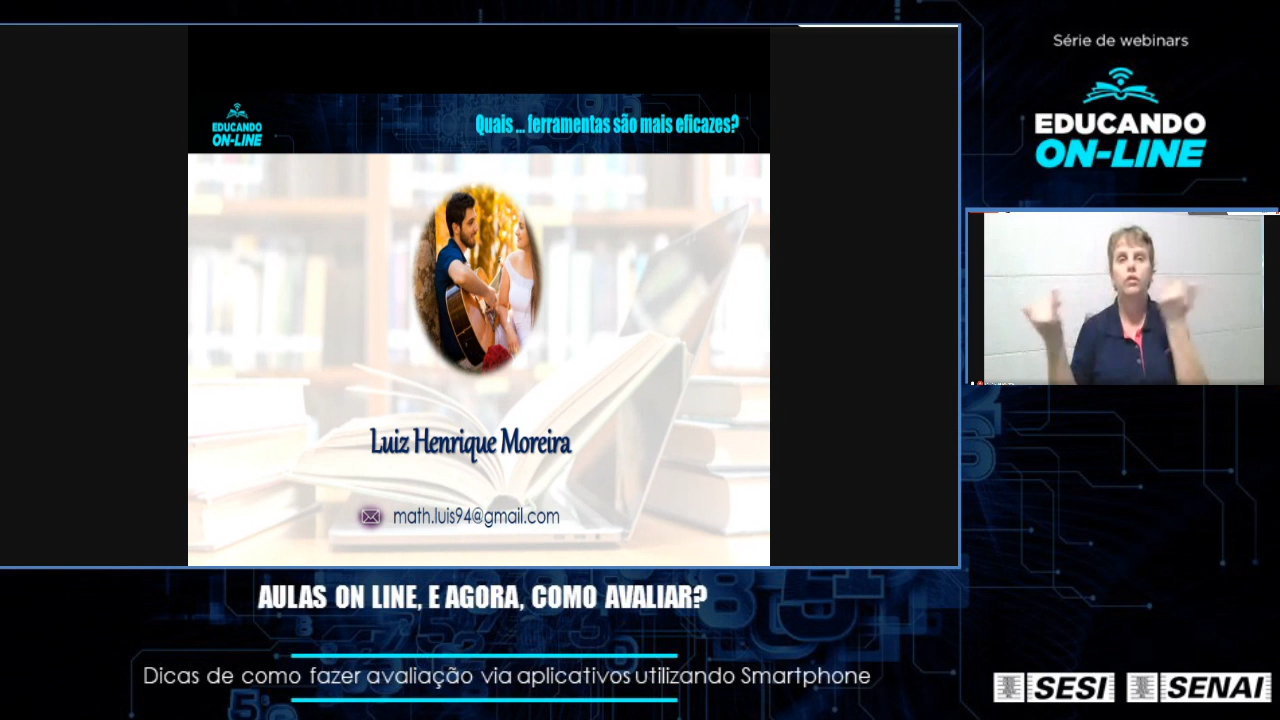 Série de webinars
EDUCANDO
ON-LINE
EDUCANDO
ON-LINE
Quais ... ferramentas são mais eficazes?
Luiz Henrique Moreira
math.luis94@gmail.com
AULAS ON LINE, E AGORA, COMO AVALIAR?
Dicas de como fazer avaliação via aplicativos utilizando Smartphone
SESI SENAI